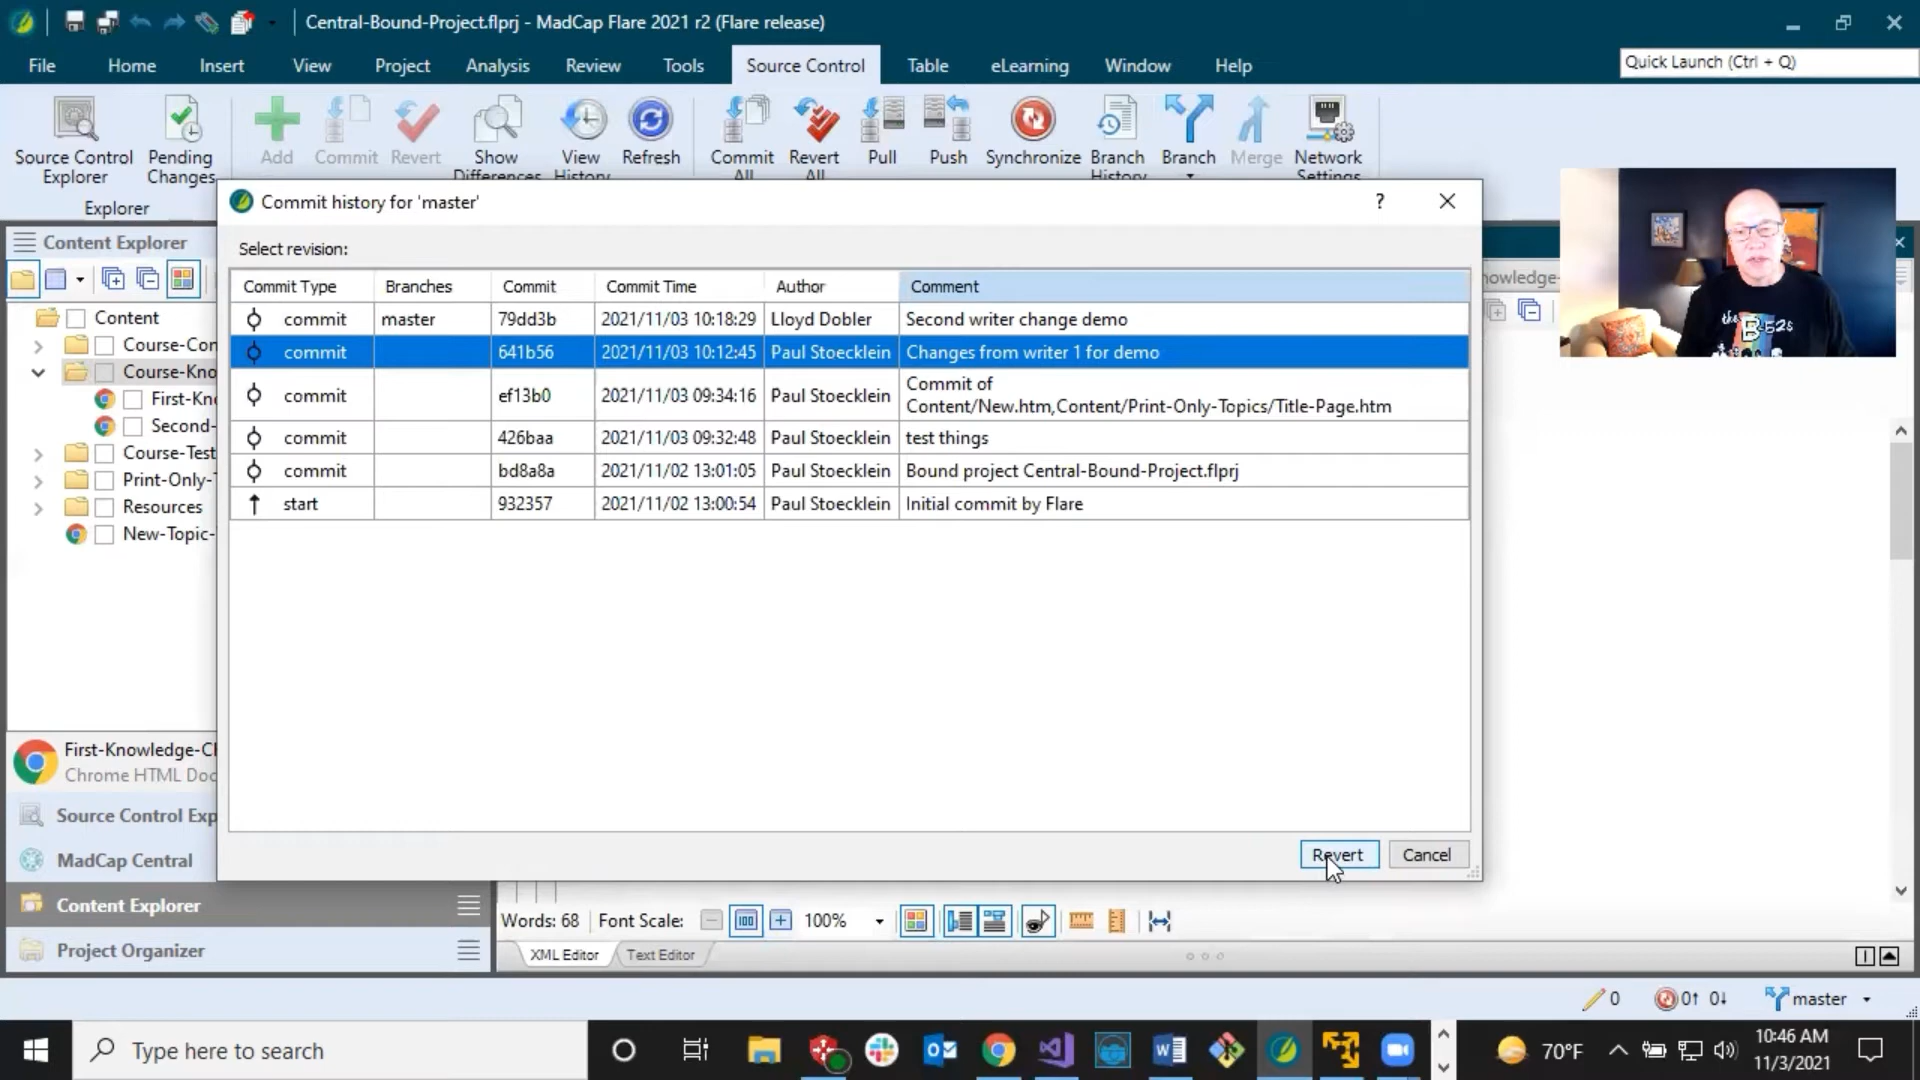 Central-Bound-Project.flprj - MadCap Flare 2021 r2 (Flare release)
File Home Insert View Project Analysis Review Tools Source Control Table eLearning Window Help
Quick Launch (Ctrl + Q)
Source Control Explorer
Pending Changes
Add
Commit
Revert
Show Differences
View History
Refresh
Commit All
Revert All
Pull
Push
Synchronize
Branch History
Branch
Merge
Network Settings
Explorer
Commit history for 'master'
?
Select revision:
Commit Type Branches Commit Commit Time Author Comment
commit master 79dd3b 2021/11/03 10:18:29 Lloyd Dobler Second writer change demo
commit 641b56 2021/11/03 10:12:45 Paul Stoecklein Changes from writer 1 for demo
commit ef13b0 2021/11/03 09:34:16 Paul Stoecklein Commit of
Content/New.htm,Content/Print-Only-Topics/Title-Page.htm
commit 426baa 2021/11/03 09:32:48 Paul Stoecklein test things
commit bd8a8a 2021/11/02 13:01:05 Paul Stoecklein Bound project Central-Bound-Project.flprj
start 932357 2021/11/02 13:00:54 Paul Stoecklein Initial commit by Flare
Revert Cancel
Content Explorer
Content
Course-Con
Course-Kno
First-Kn
Second-
Course-Test
Print-Only-
Resources
New-Topic-
First-Knowledge-Ch
Chrome HTML Doc
Source Control Exp
MadCap Central
Content Explorer
Project Organizer
nowledge-
the
B-52s
Words: 68 Font Scale: 100 100%
XML Editor Text Editor
0 0 0 master
Type here to search
70°F
10:46 AM
11/3/2021